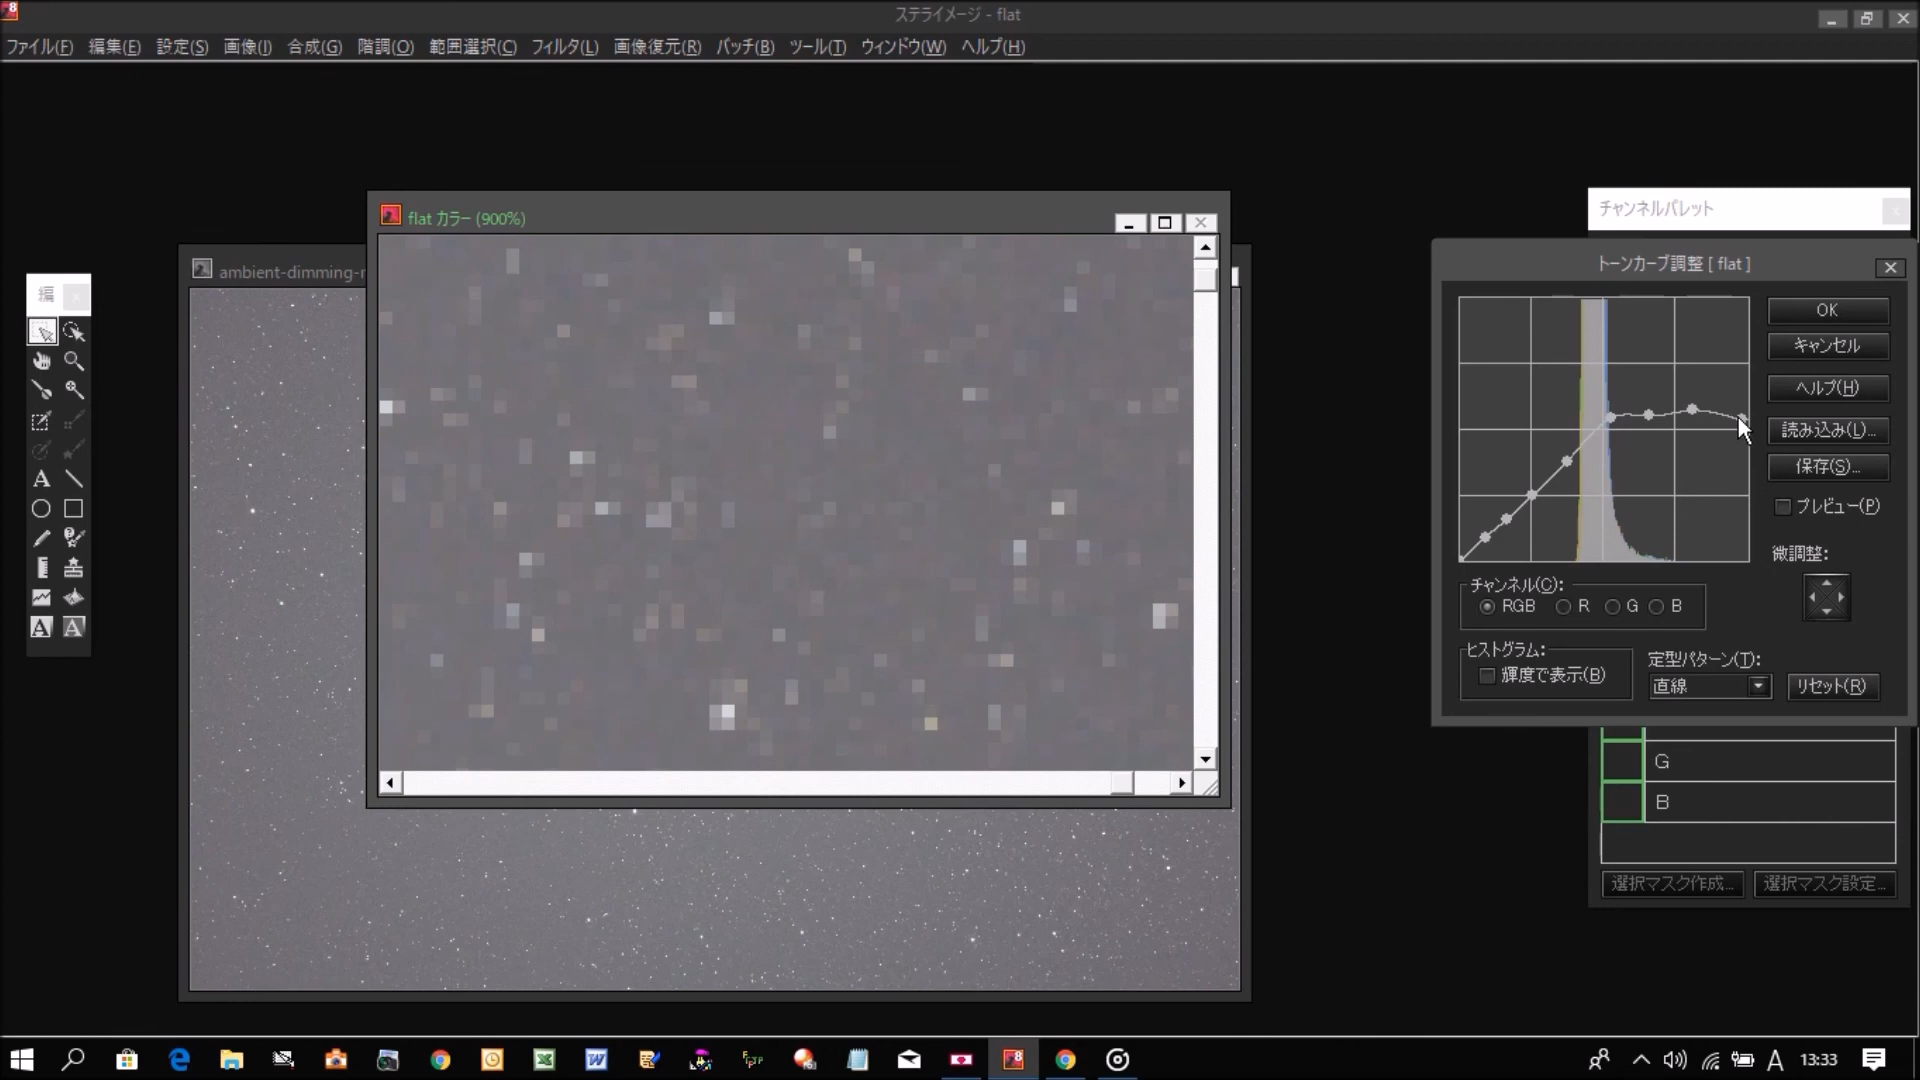 ステライメージ - flat
ファイル(F) 編集(E) 設定(S) 画像(I) 合成(G) 階調(O) 範囲選択(C) フィルタ(L) 画像復元(R) バッチ(B) ツール(T) ウィンドウ(W) ヘルプ(H)
flat カラー (900%)
チャンネルパレット
トーンカーブ調整 [ flat ]
ambient-dimming-r
編
OK
キャンセル
ヘルプ(H)
読み込み(L)...
保存(S)...
プレビュー(P)
微調整:
チャンネル(C):
RGB R G B
ヒストグラム:
輝度で表示(B)
定型パターン(T):
直線
リセット(R)
G
B
選択マスク作成... 選択マスク設定...
A 13:33